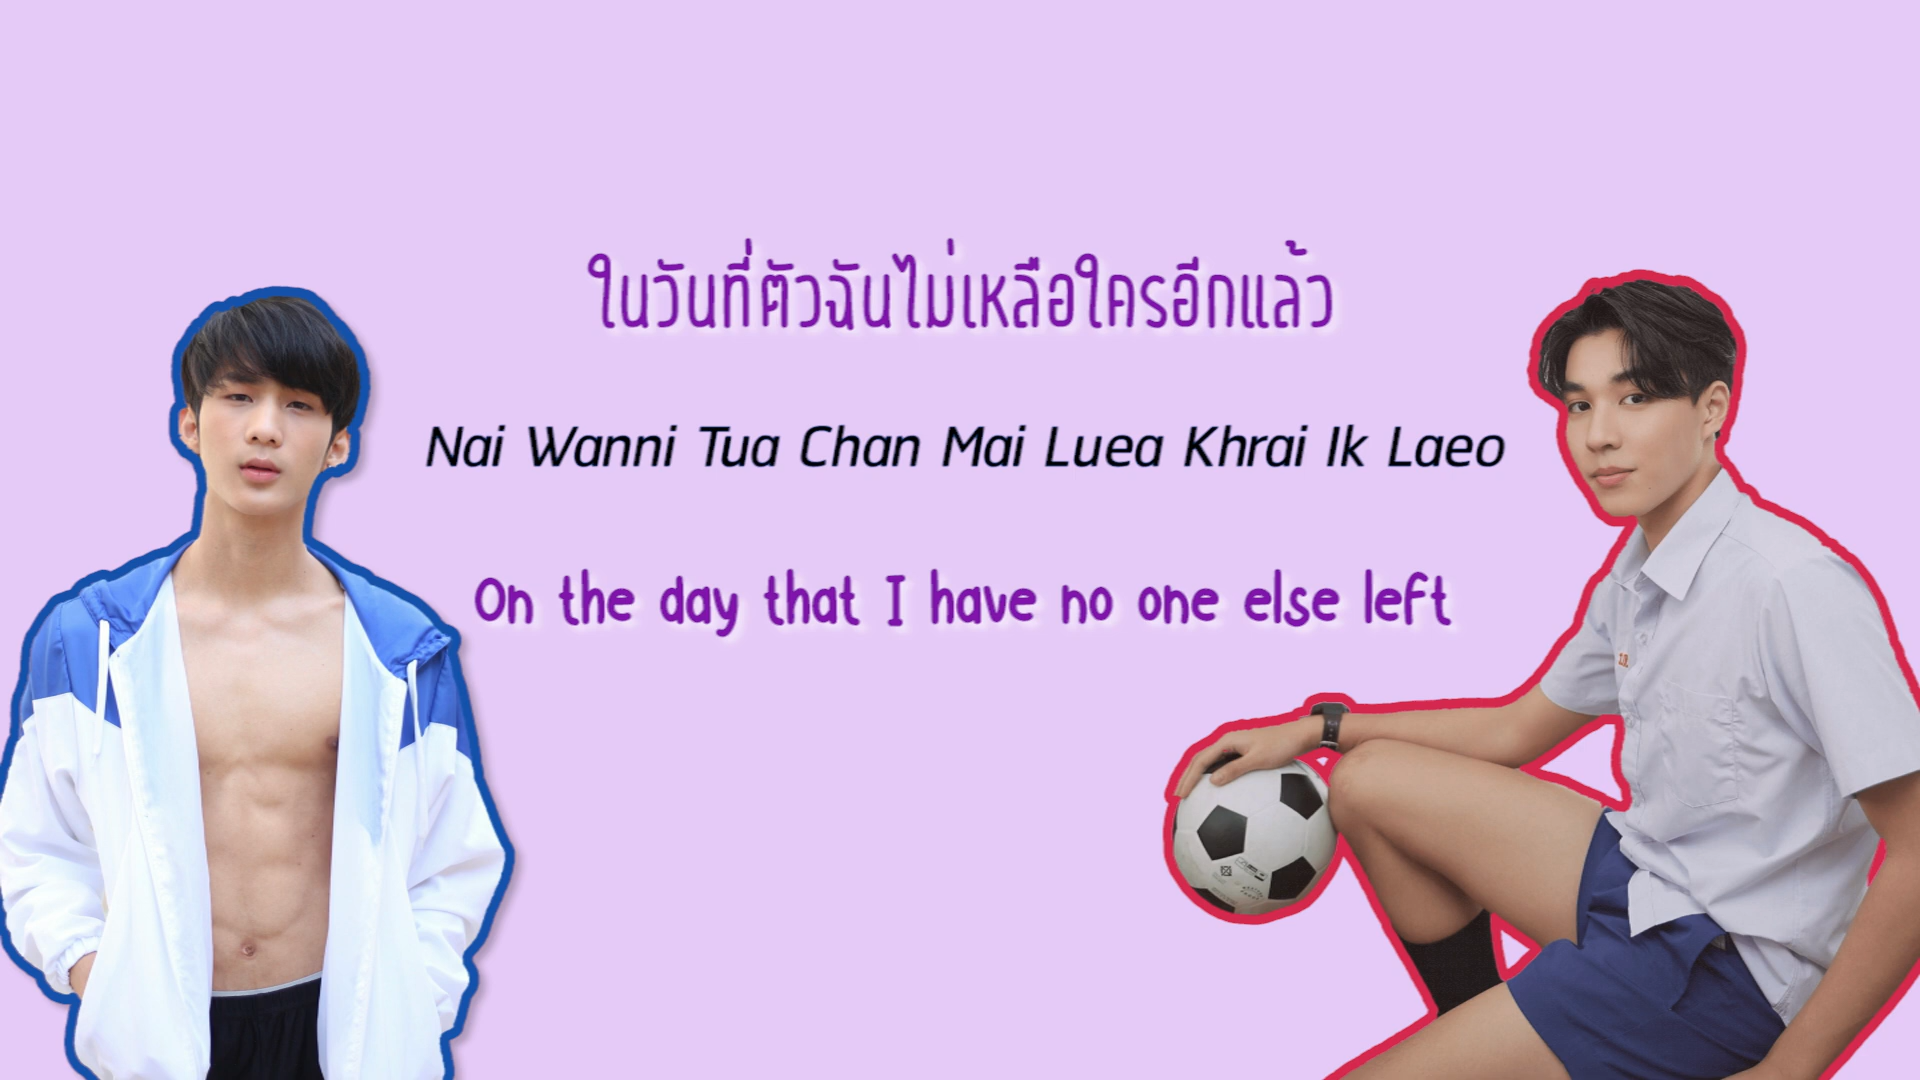 ในวันที่ตัวฉันไม่เหลือใครอีกแล้ว
Nai Wanni Tua Chan Mai Luea Khrai Ik Laeo
On the day that I have no one else left